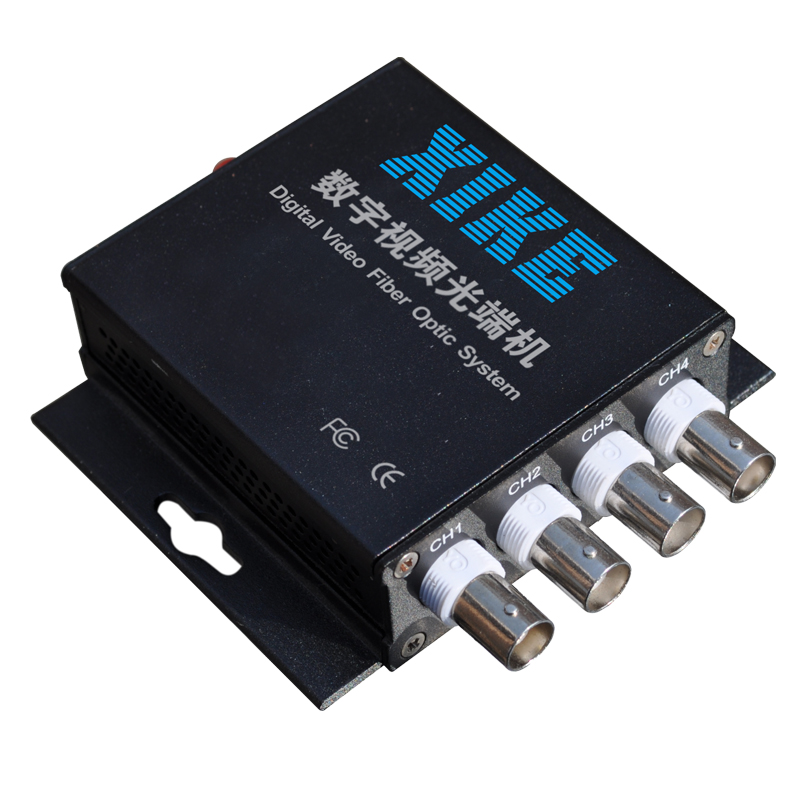 XIKE
数字视频光端机
Digital Video Fiber Optic System
FC CE
CH1
CH2
CH3
CH4